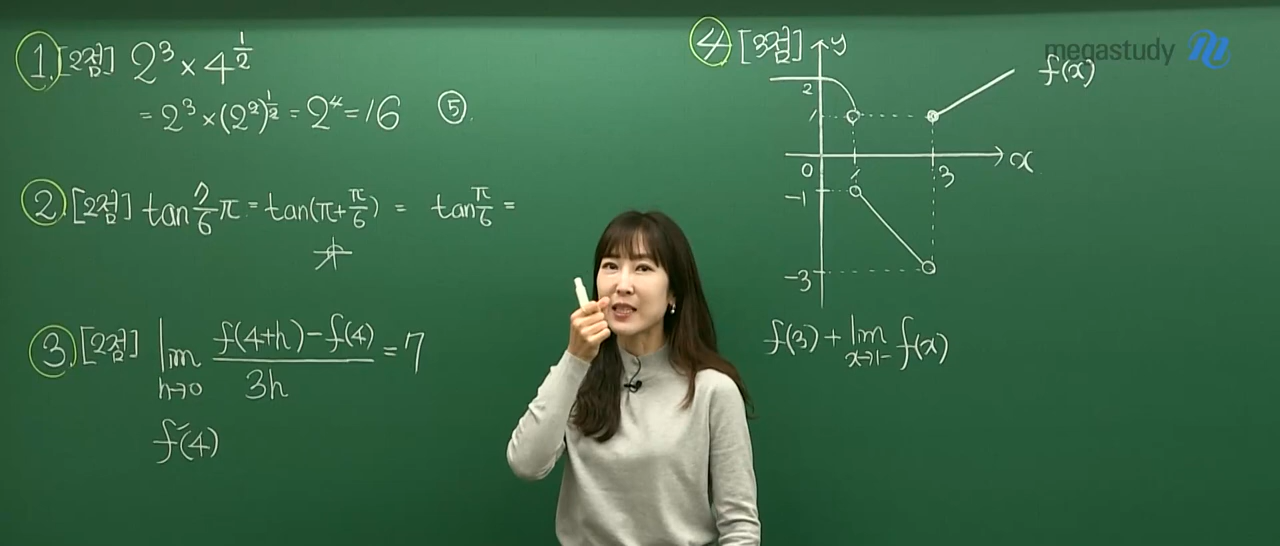 1. [2점] 2³ × 4^{1/2}
= 2³ × (2²)^{1/2} = 2⁴ = 16 ⑤.
2. [2점] tan 7/6 π = tan(π + π/6) = tan π/6 =
3. [2점] lim_{h→0} (f(4+h) − f(4))/3h = 7
f'(4)
4 [3점]
y
megastudy
f(x)
2
1
0
1
3
x
−1
−3
f(3) + lim_{x→1−} f(x)